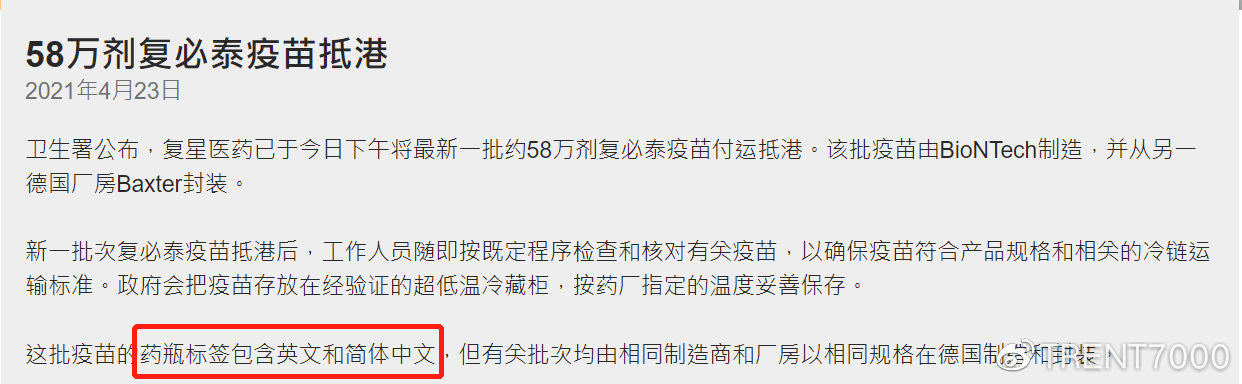 58万剂复必泰疫苗抵港
2021年4月23日
卫生署公布，复星医药已于今日下午将最新一批约58万剂复必泰疫苗付运抵港。该批疫苗由BioNTech制造，并从另一
德国厂房Baxter封装。
新一批次复必泰疫苗抵港后，工作人员随即按既定程序检查和核对有关疫苗，以确保疫苗符合产品规格和相关的冷链运
输标准。政府会把疫苗存放在经验证的超低温冷藏柜，按药厂指定的温度妥善保存。
这批疫苗的药瓶标签包含英文和简体中文，但有关批次均由相同制造商和厂房以相同规格在德国制造和封装。
TRENT7000